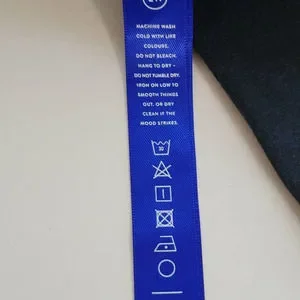 MACHINE WASH
COLD WITH LIKE
COLOURS.
DO NOT BLEACH.
HANG TO DRY -
DO NOT TUMBLE DRY.
IRON ON LOW TO
SMOOTH THINGS
OUT. OR DRY
CLEAN IF THE
MOOD STRIKES.
30